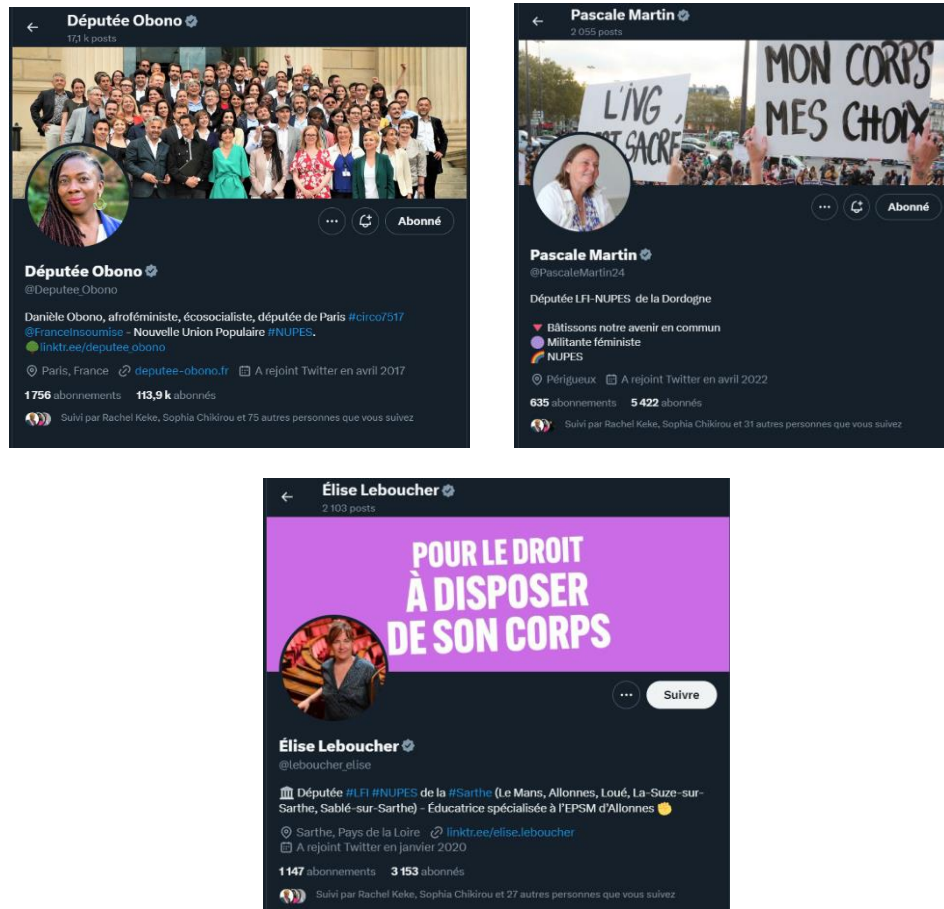 Députée Obono
17,1 k posts
Abonné
Députée Obono
@Deputee_Obono
Danièle Obono, afroféministe, écosocialiste, députée de Paris #circo7517
@FranceInsoumise - Nouvelle Union Populaire #NUPES.
linktr.ee/deputee_obono
Paris, France deputee-obono.fr A rejoint Twitter en avril 2017
1 756 abonnements 113,9 k abonnés
Suivi par Rachel Keke, Sophia Chikirou et 75 autres personnes que vous suivez
Pascale Martin
2 055 posts
L'IVG
EST SACRÉ
MON CORPS
MES CHOIX
Abonné
Pascale Martin
@PascaleMartin24
Députée LFI-NUPES de la Dordogne
Bâtissons notre avenir en commun
Militante féministe
NUPES
Périgueux A rejoint Twitter en avril 2022
635 abonnements 5 422 abonnés
Suivi par Rachel Keke, Sophia Chikirou et 31 autres personnes que vous suivez
Élise Leboucher
2 103 posts
POUR LE DROIT
À DISPOSER
DE SON CORPS
Suivre
Élise Leboucher
@leboucher_elise
Députée #LFI #NUPES de la #Sarthe (Le Mans, Allonnes, Loué, La-Suze-sur-
Sarthe, Sablé-sur-Sarthe) - Éducatrice spécialisée à l'EPSM d'Allonnes
Sarthe, Pays de la Loire linktr.ee/elise.leboucher
A rejoint Twitter en janvier 2020
1 147 abonnements 3 153 abonnés
Suivi par Rachel Keke, Sophia Chikirou et 27 autres personnes que vous suivez